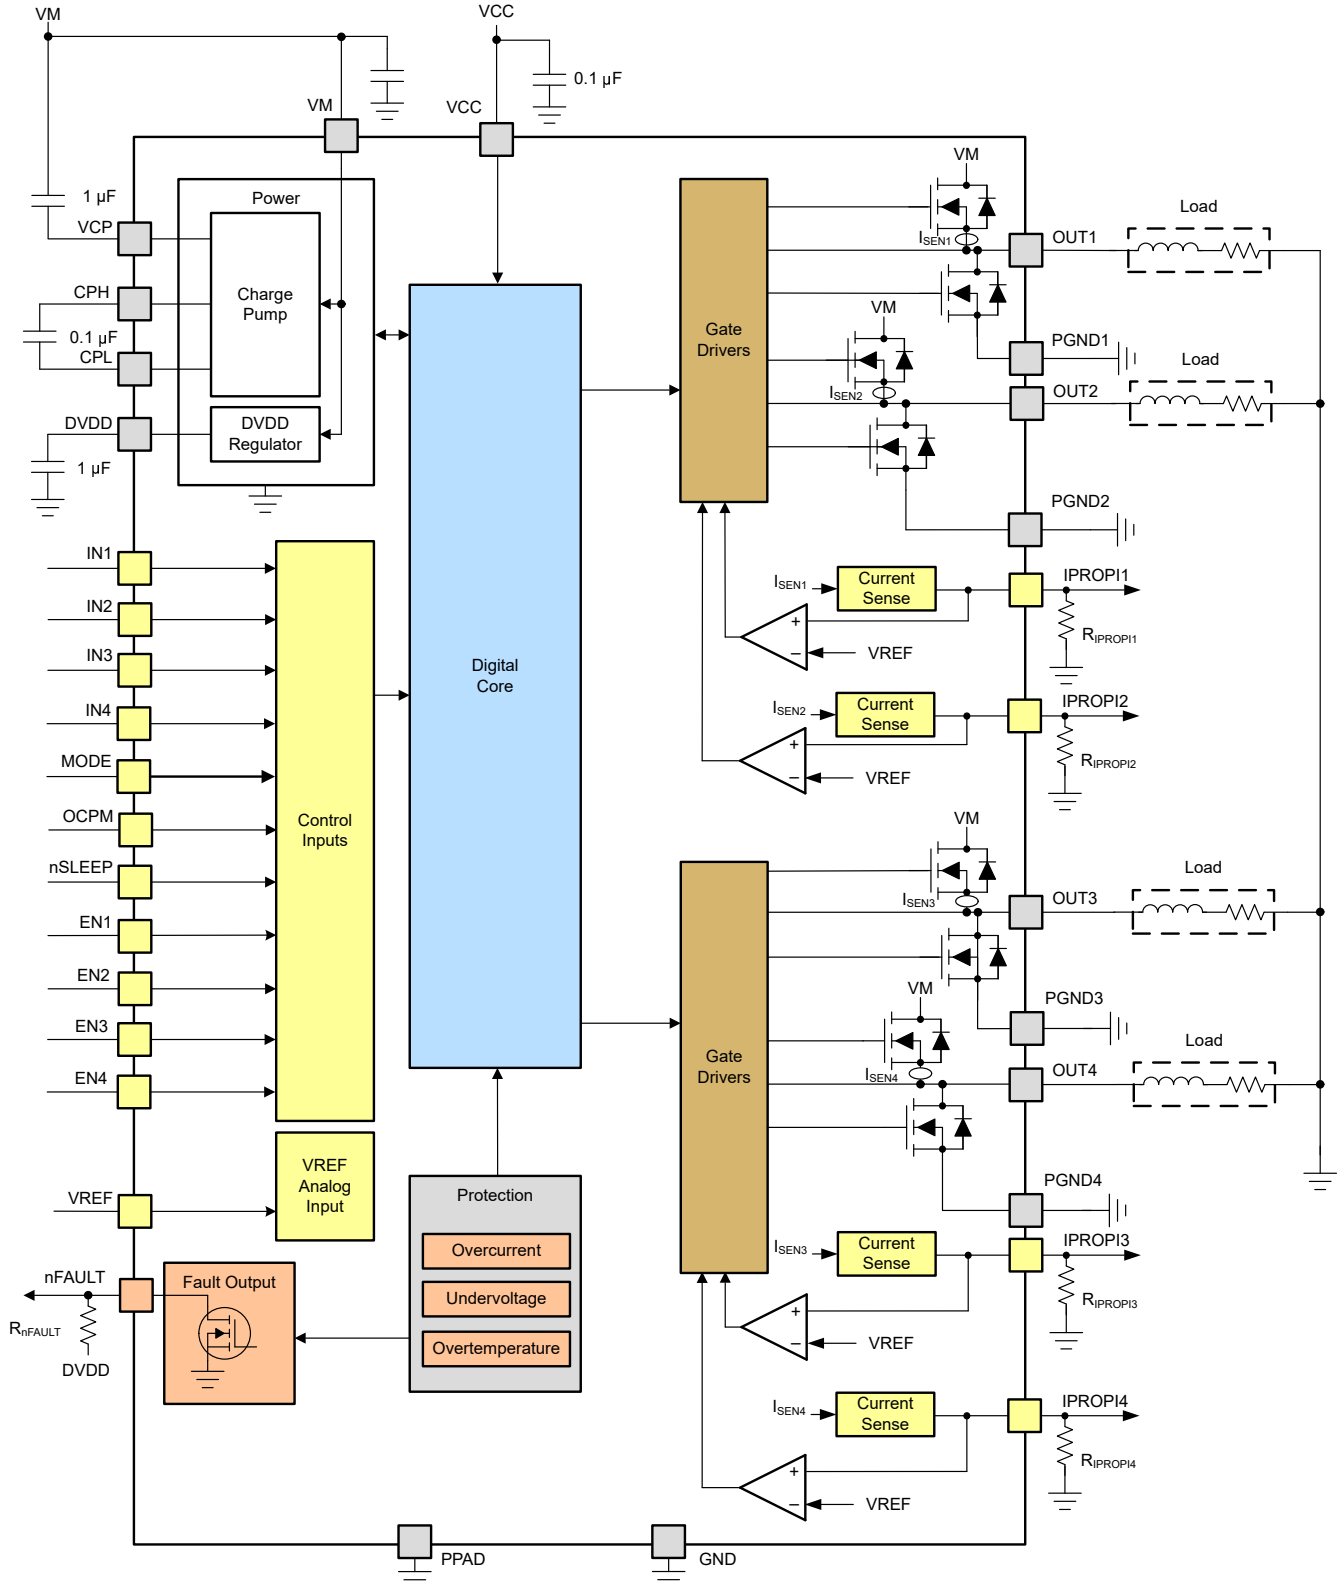 VM
VCC
0.1 µF
VM
VCC
1 µF
VCP
CPH
0.1 µF
CPL
DVDD
1 µF
Power
Charge
Pump
DVDD
Regulator
IN1
IN2
IN3
IN4
MODE
OCPM
nSLEEP
EN1
EN2
EN3
EN4
VREF
Control
Inputs
VREF
Analog
Input
nFAULT
RnFAULT
DVDD
Fault Output
Digital
Core
Protection
Overcurrent
Undervoltage
Overtemperature
Gate
Drivers
VM
ISEN1
OUT1
Load
VM
PGND1
ISEN2
OUT2
Load
PGND2
ISEN1
Current
Sense
IPROPI1
RIPROPI1
+
−
VREF
ISEN2
Current
Sense
IPROPI2
RIPROPI2
+
−
VREF
Gate
Drivers
VM
ISEN3
OUT3
Load
VM
PGND3
ISEN4
OUT4
Load
PGND4
ISEN3
Current
Sense
IPROPI3
RIPROPI3
+
−
VREF
ISEN4
Current
Sense
IPROPI4
RIPROPI4
+
−
VREF
PPAD
GND